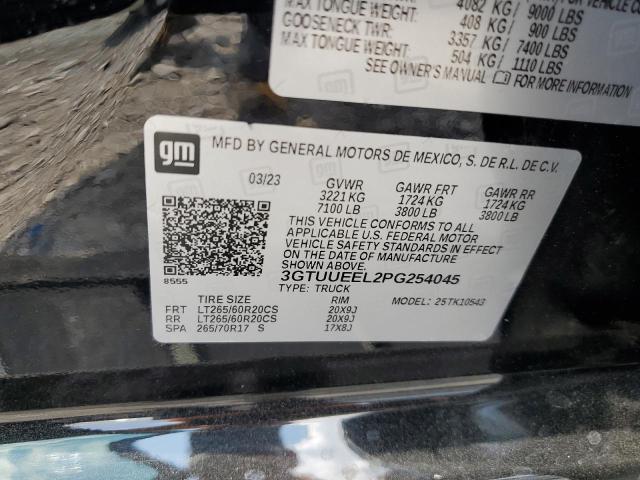 MAX TONGUE WEIGHT: 4082 KG / 9000 LBS
GOOSENECK TWR: 408 KG / 900 LBS
MAX TONGUE WEIGHT: 3357 KG / 7400 LBS
504 KG / 1110 LBS
SEE OWNER'S MANUAL FOR MORE INFORMATION
gm
MFD BY GENERAL MOTORS DE MEXICO, S. DE R.L. DE C.V.
03/23 GVWR GAWR FRT GAWR RR
3221 KG 1724 KG 1724 KG
7100 LB 3800 LB 3800 LB
THIS VEHICLE CONFORMS TO ALL
APPLICABLE U.S. FEDERAL MOTOR
VEHICLE SAFETY STANDARDS IN EFFECT
ON THE DATE OF MANUFACTURE
SHOWN ABOVE.
3GTUUEEL2PG254045
8555
TYPE: TRUCK
TIRE SIZE RIM MODEL: 25TK10543
FRT LT265/60R20CS 20X9J
RR LT265/60R20CS 20X9J
SPA 265/70R17 S 17X8J